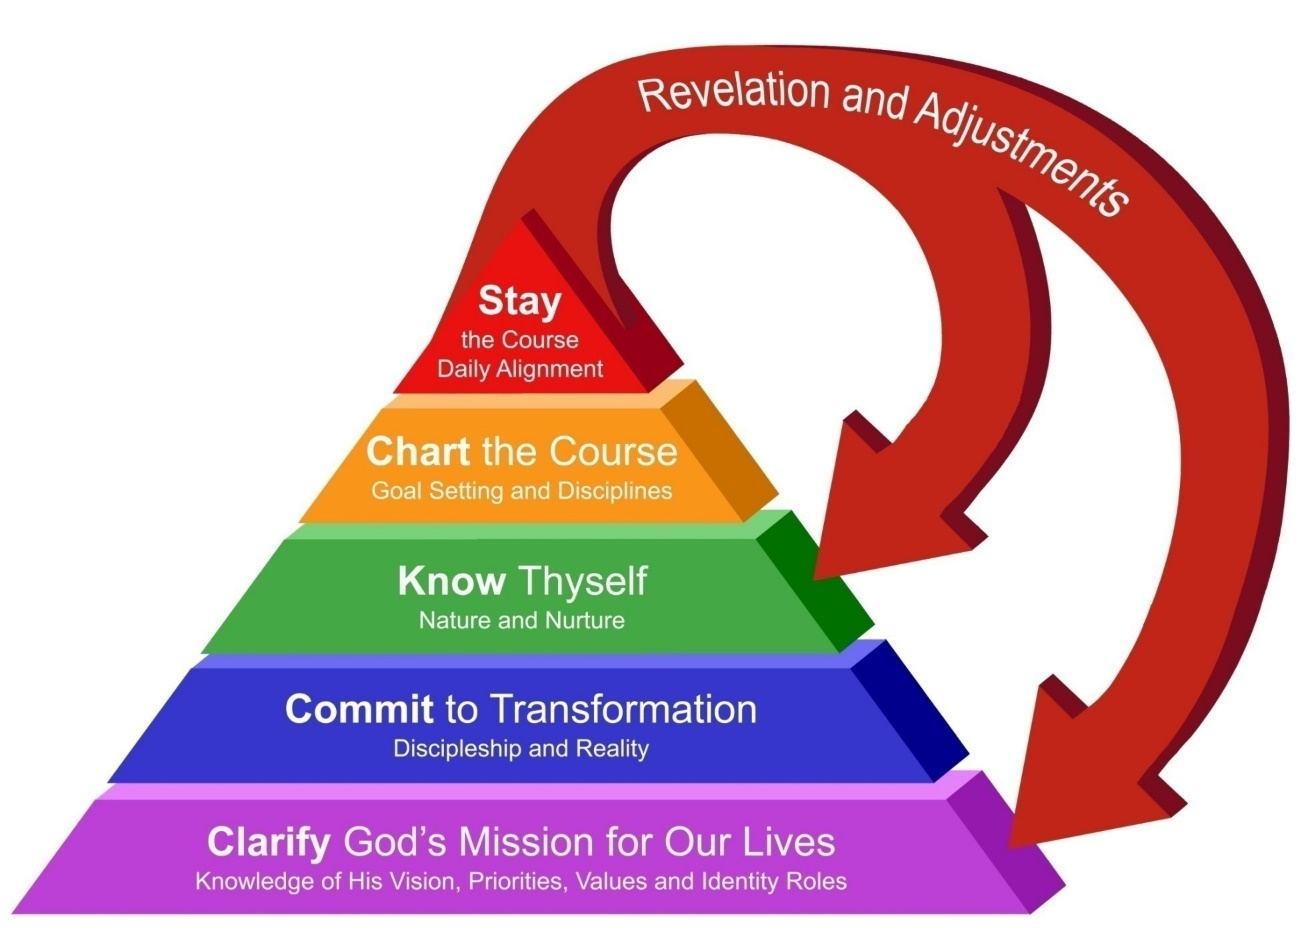 Revelation and Adjustments
Stay
the Course
Daily Alignment
Chart the Course
Goal Setting and Disciplines
Know Thyself
Nature and Nurture
Commit to Transformation
Discipleship and Reality
Clarify God’s Mission for Our Lives
Knowledge of His Vision, Priorities, Values and Identity Roles